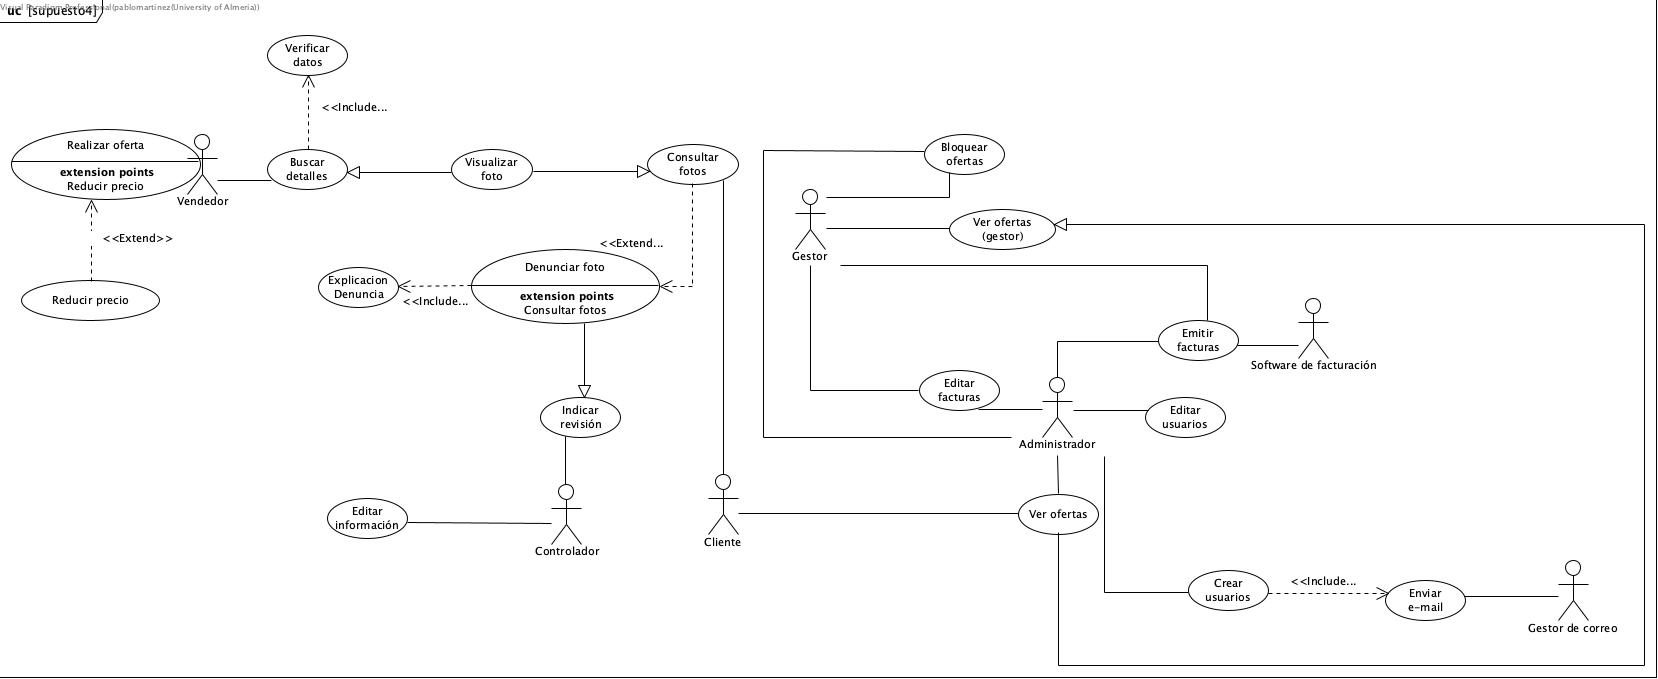 Visual Paradigm Professional(pablomartinez(University of Almeria))
uc [supuesto4]
Verificar
datos
<<Include...
Realizar oferta
extension points
Reducir precio
Vendedor
Buscar
detalles
Visualizar
foto
Consultar
fotos
Bloquear
ofertas
<<Extend>>
Reducir precio
<<Extend...
Denunciar foto
extension points
Consultar fotos
Explicacion
Denuncia
<<Include...
Gestor
Ver ofertas
(gestor)
Emitir
facturas
Software de facturación
Editar
facturas
Administrador
Editar
usuarios
Indicar
revisión
Editar
información
Controlador
Cliente
Ver ofertas
Crear
usuarios
<<Include...
Enviar
e-mail
Gestor de correo